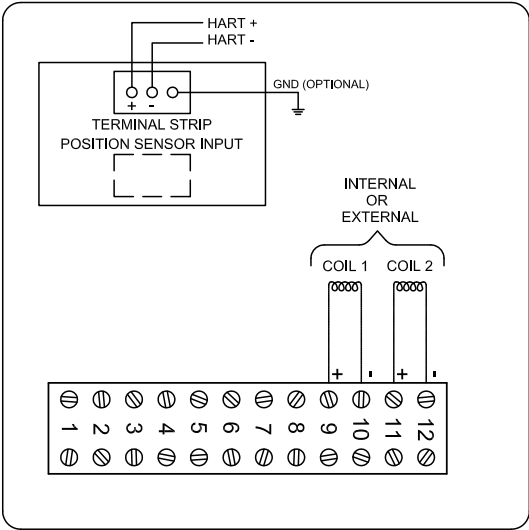 HART +
HART -
GND (OPTIONAL)
+ -
TERMINAL STRIP
POSITION SENSOR INPUT
INTERNAL
OR
EXTERNAL
COIL 1 COIL 2
+ - + -
1 2 3 4 5 6 7 8 9 10 11 12